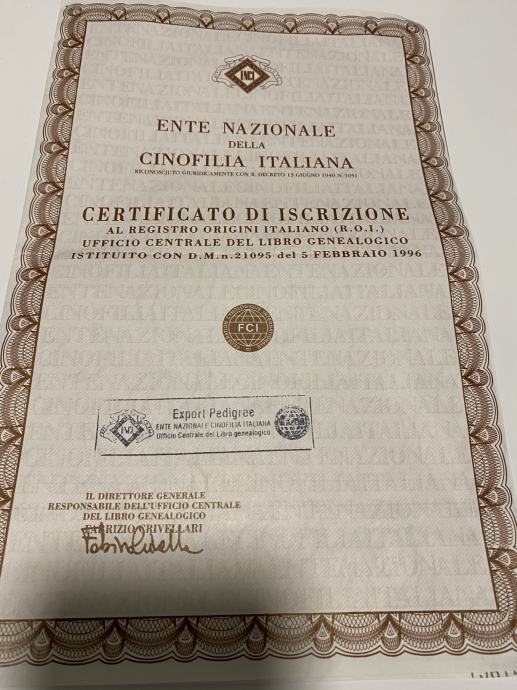 ENCI
ENTE NAZIONALE
DELLA
CINOFILIA ITALIANA
RICONOSCIUTO GIURIDICAMENTE CON R. DECRETO 13 GIUGNO 1940 N. 1051
CERTIFICATO DI ISCRIZIONE
AL REGISTRO ORIGINI ITALIANO (R.O.I.)
UFFICIO CENTRALE DEL LIBRO GENEALOGICO
ISTITUITO CON D.M.n.21095 del 5 FEBBRAIO 1996
FCI
Export Pedigree
ENTE NAZIONALE CINOFILIA ITALIANA
Ufficio Centrale del Libro genealogico
IL DIRETTORE GENERALE
RESPONSABILE DELL'UFFICIO CENTRALE
DEL LIBRO GENEALOGICO
FABRIZIO CRIVELLARI